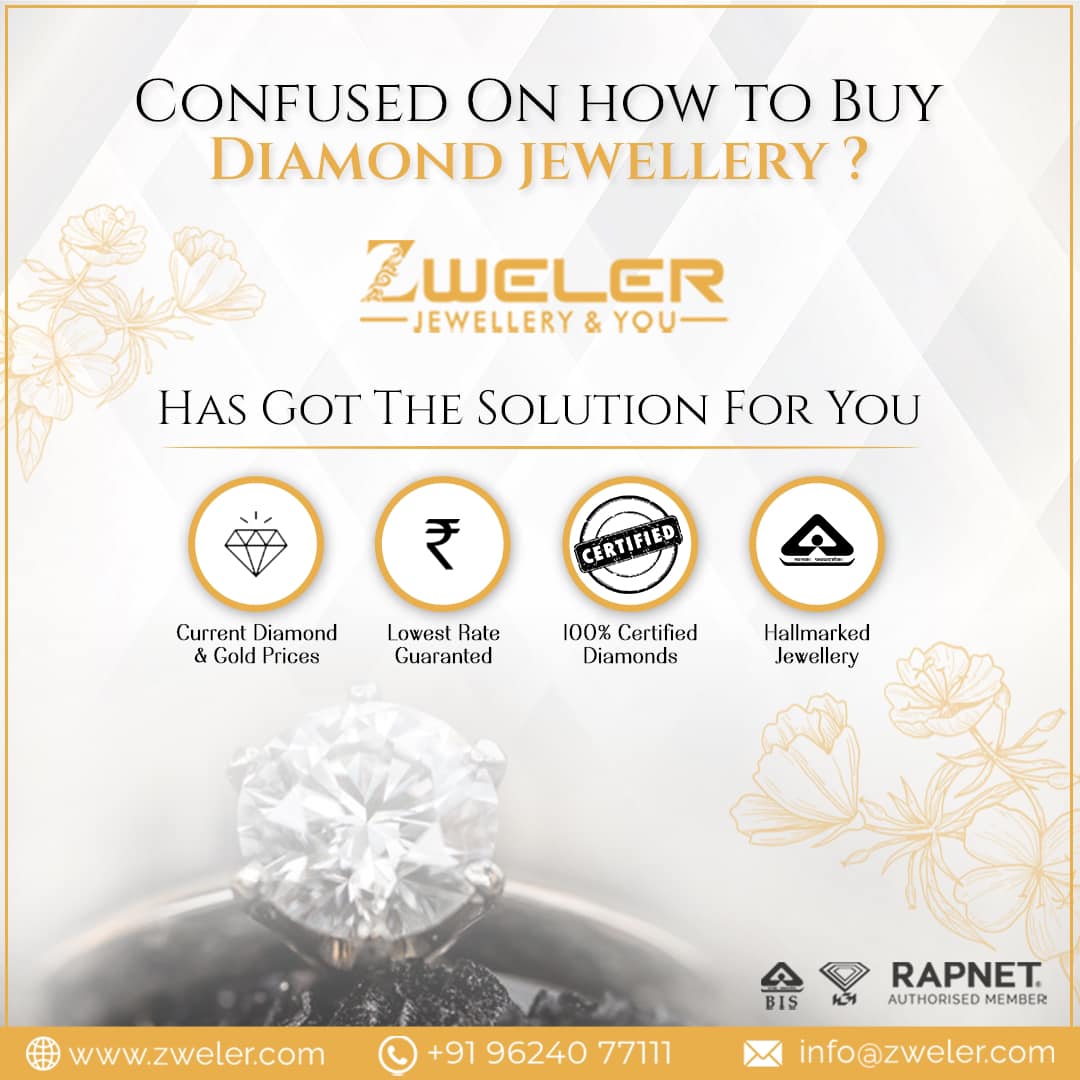 Confused On how to Buy
Diamond jewellery ?
Zweler
JEWELLERY & YOU
Has Got The Solution For You
₹
CERTIFIED
Current Diamond
& Gold Prices
Lowest Rate
Guaranted
100% Certified
Diamonds
Hallmarked
Jewellery
BIS
RAPNET®
AUTHORISED MEMBER
www.zweler.com
+91 96240 77111
info@zweler.com